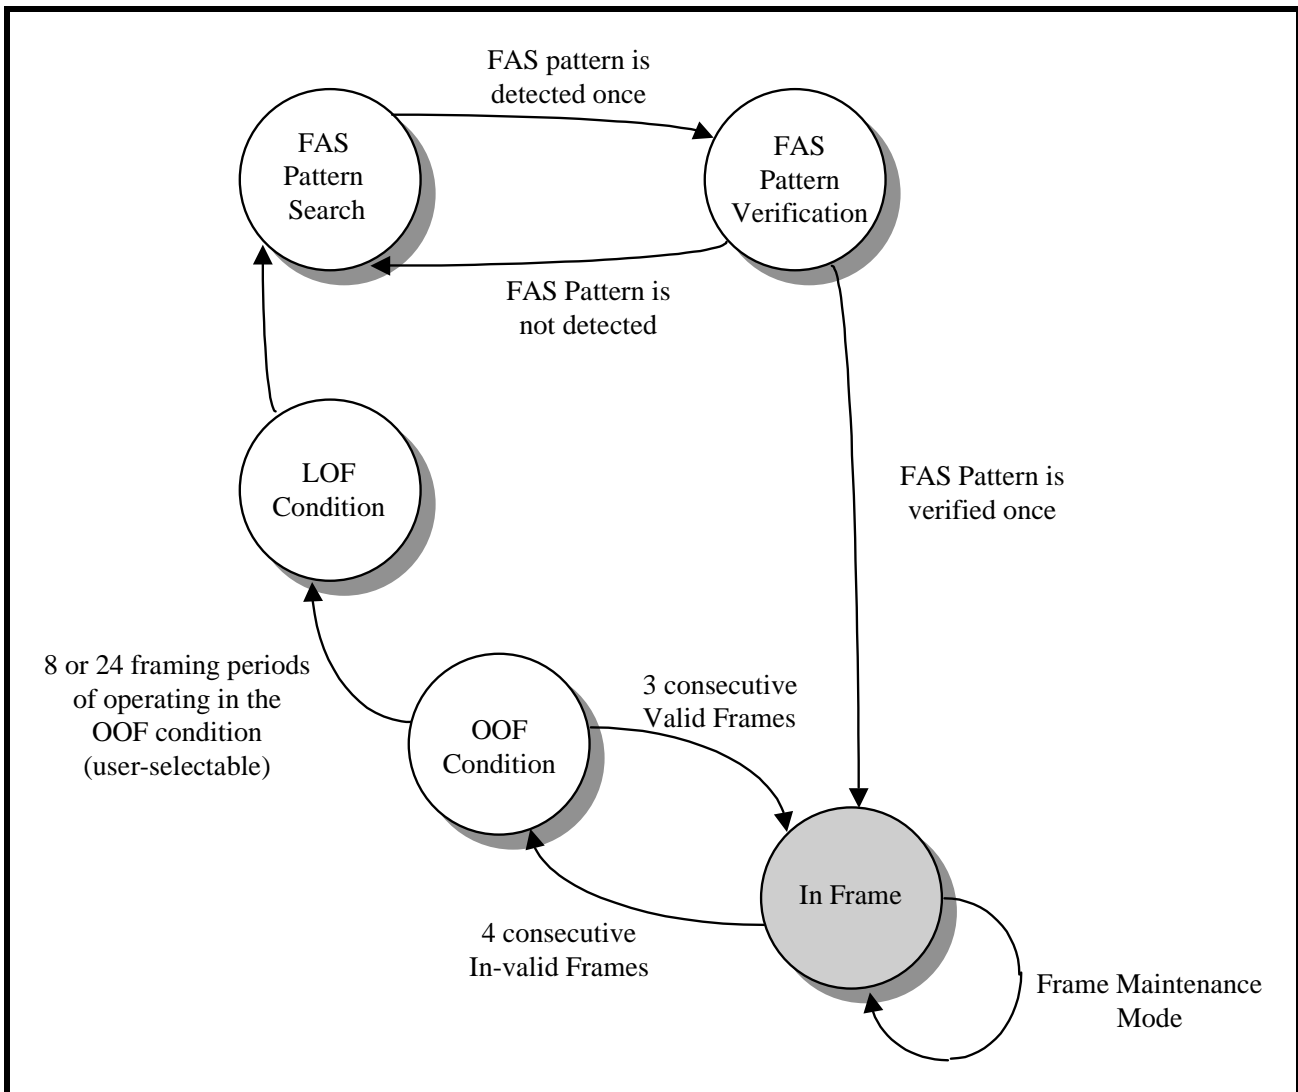 FAS pattern is
detected once
FAS
Pattern
Search
FAS
Pattern
Verification
FAS Pattern is
not detected
LOF
Condition
FAS Pattern is
verified once
8 or 24 framing periods
of operating in the
OOF condition
(user-selectable)
OOF
Condition
3 consecutive
Valid Frames
In Frame
4 consecutive
In-valid Frames
Frame Maintenance
Mode